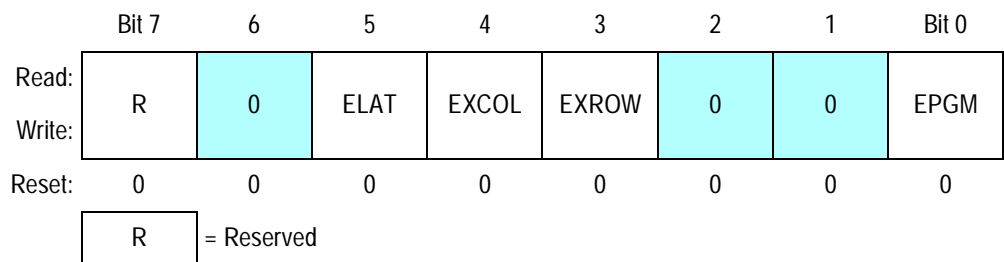 Bit 7 6 5 4 3 2 1 Bit 0
Read:
R 0 ELAT EXCOL EXROW 0 0 EPGM
Write:
Reset: 0 0 0 0 0 0 0 0
R = Reserved